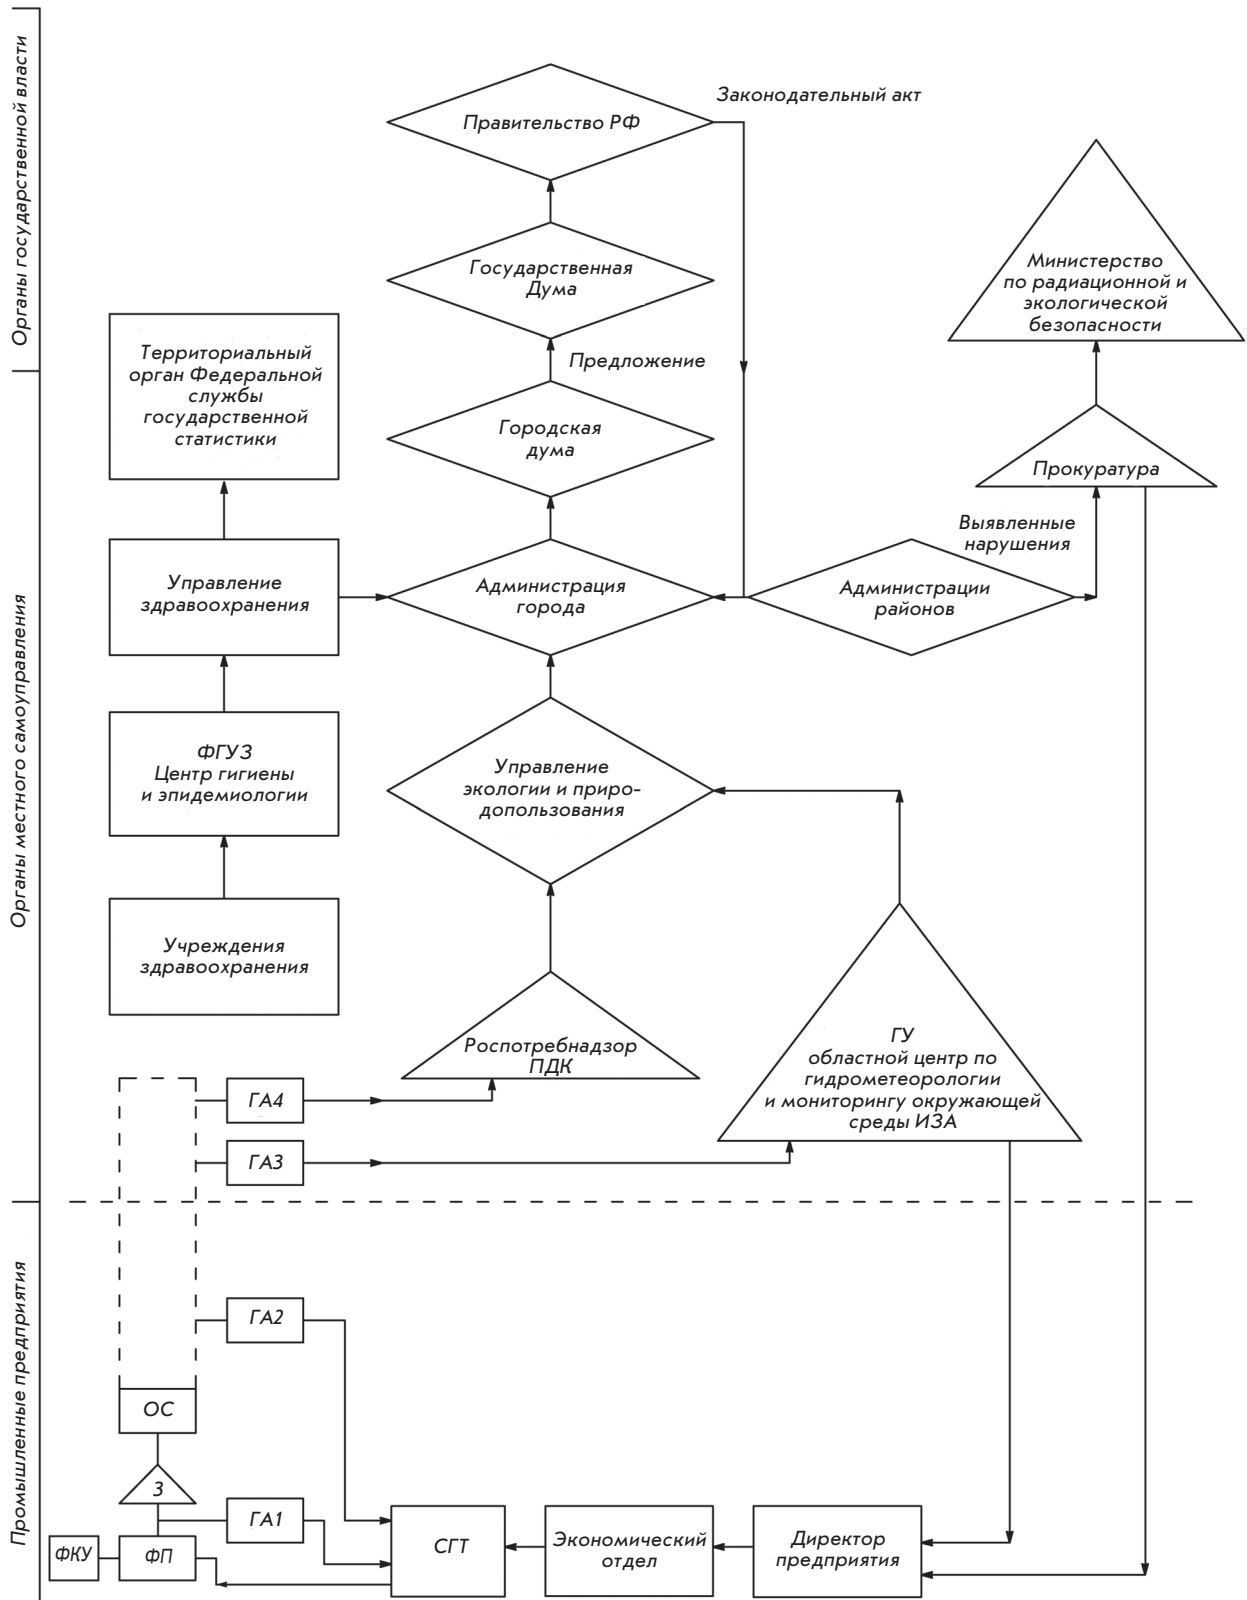 Органы государственной власти
Органы местного самоуправления
Промышленные предприятия
Законодательный акт
Правительство РФ
Государственная
Дума
Министерство
по радиационной и
экологической
безопасности
Территориальный
орган Федеральной
службы
государственной
статистики
Предложение
Городская
дума
Прокуратура
Выявленные
нарушения
Управление
здравоохранения
Администрация
города
Администрации
районов
ФГУЗ
Центр гигиены
и эпидемиологии
Управление
экологии и приро-
допользования
Учреждения
здравоохранения
Роспотребнадзор
ПДК
ГУ
областной центр по
гидрометеорологии
и мониторингу окружающей
среды ИЗА
ГА4
ГА3
ГА2
ОС
З
ГА1
ФКУ
ФП
СГТ
Экономический
отдел
Директор
предприятия